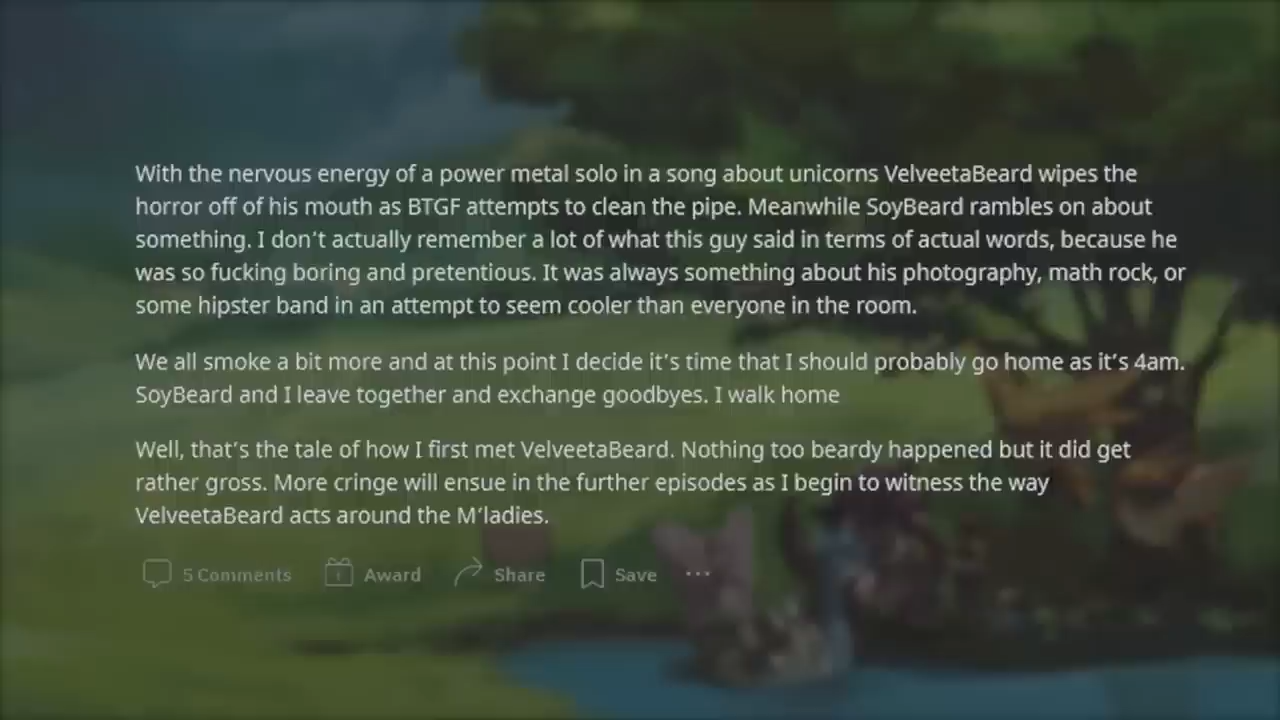 With the nervous energy of a power metal solo in a song about unicorns VelveetaBeard wipes the
horror off of his mouth as BTGF attempts to clean the pipe. Meanwhile SoyBeard rambles on about
something. I don't actually remember a lot of what this guy said in terms of actual words, because he
was so fucking boring and pretentious. It was always something about his photography, math rock, or
some hipster band in an attempt to seem cooler than everyone in the room.
We all smoke a bit more and at this point I decide it's time that I should probably go home as it's 4am.
SoyBeard and I leave together and exchange goodbyes. I walk home
Well, that's the tale of how I first met VelveetaBeard. Nothing too beardy happened but it did get
rather gross. More cringe will ensue in the further episodes as I begin to witness the way
VelveetaBeard acts around the M'ladies.
5 Comments Award Share Save ...